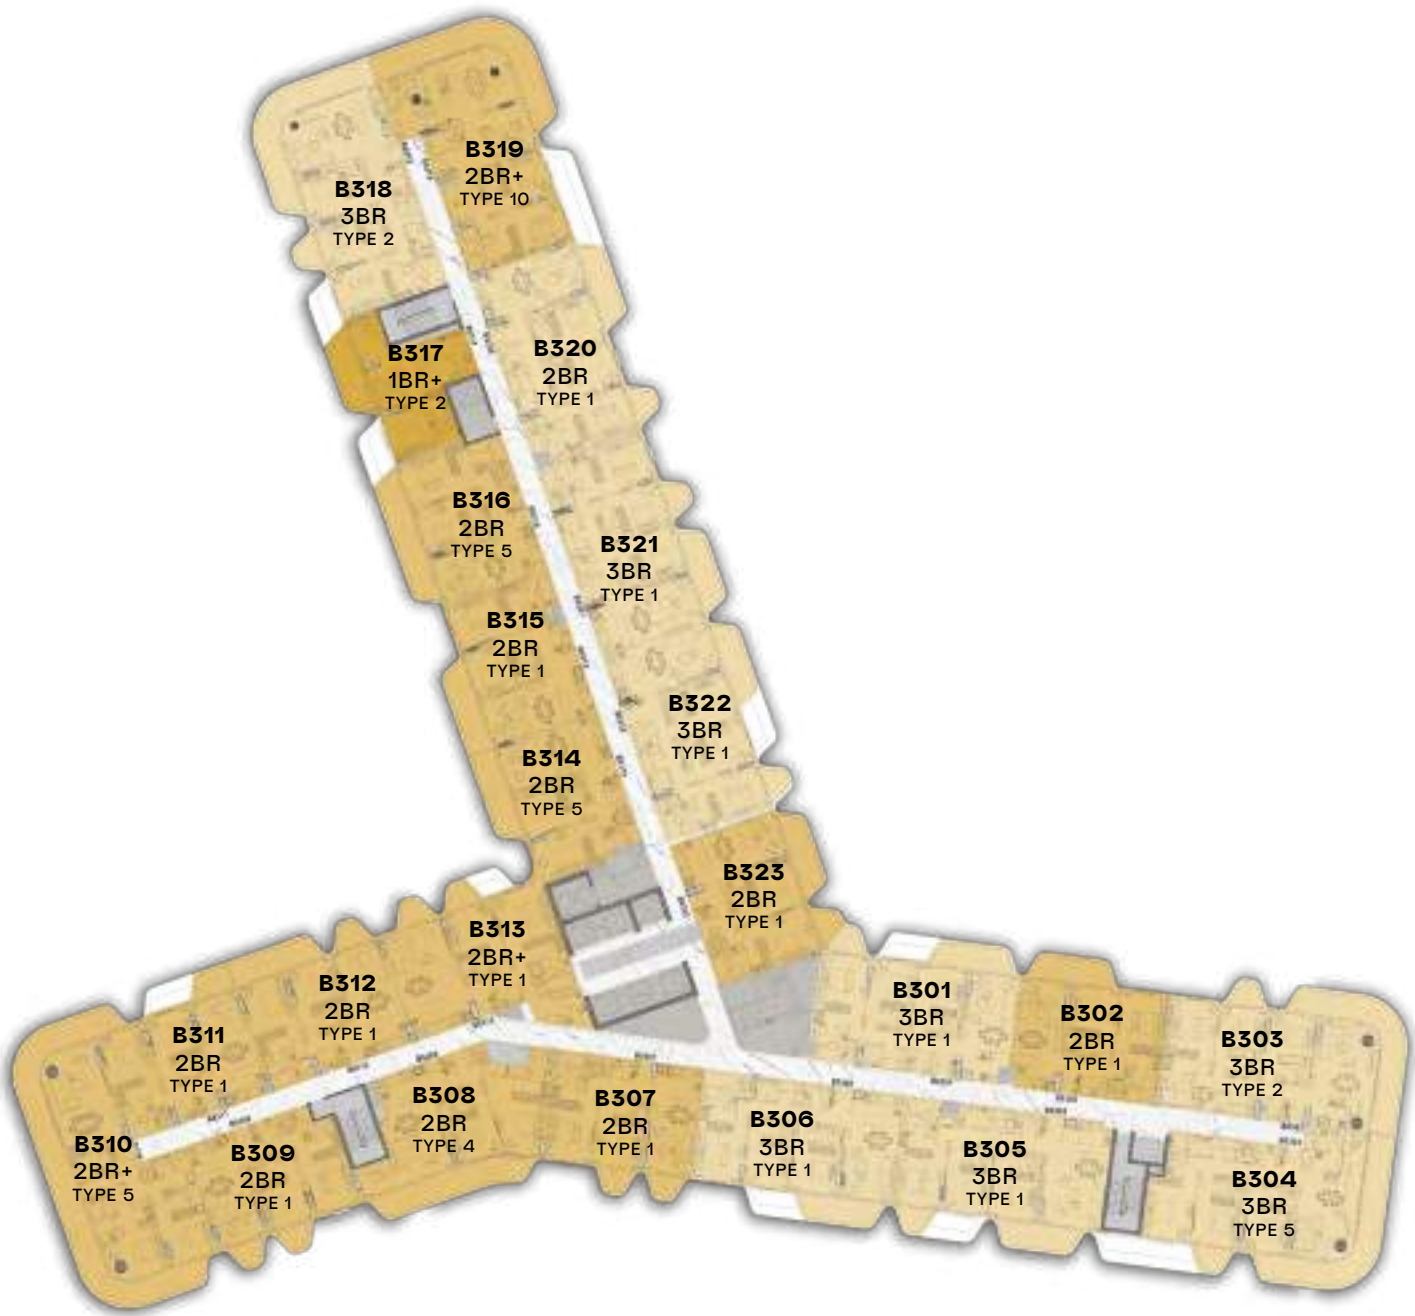 B319
2BR+
TYPE 10
B318
3BR
TYPE 2
B317
1BR+
TYPE 2
B320
2BR
TYPE 1
B316
2BR
TYPE 5
B321
3BR
TYPE 1
B315
2BR
TYPE 1
B322
3BR
TYPE 1
B314
2BR
TYPE 5
B323
2BR
TYPE 1
B313
2BR+
TYPE 1
B312
2BR
TYPE 1
B311
2BR
TYPE 1
B310
2BR+
TYPE 5
B309
2BR
TYPE 1
B308
2BR
TYPE 4
B307
2BR
TYPE 1
B306
3BR
TYPE 1
B301
3BR
TYPE 1
B302
2BR
TYPE 1
B303
3BR
TYPE 2
B305
3BR
TYPE 1
B304
3BR
TYPE 5